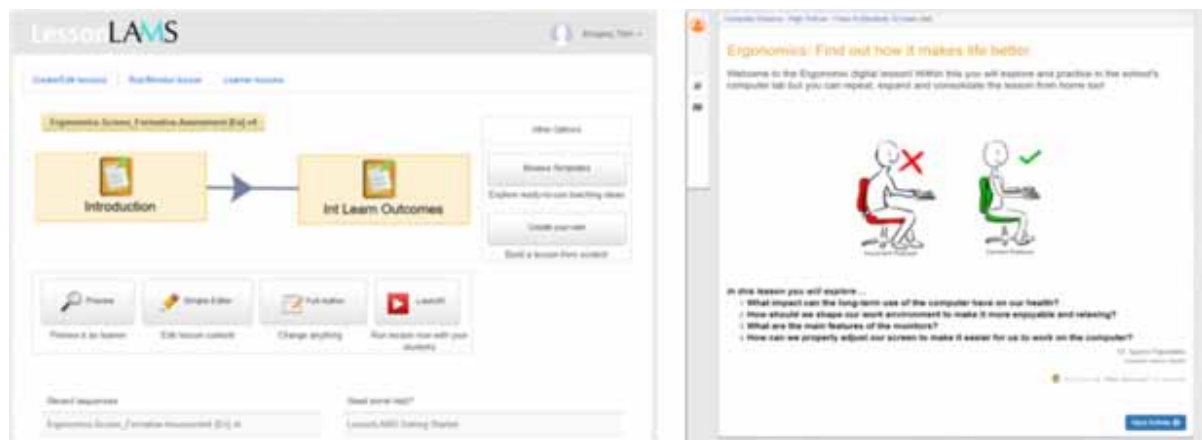 Lesson LAMS
Create/Edit lessons Run/Monitor lesson Learner lessons
Ergonomics-Screen_Formative-Assessment [En] v4
Introduction
Int Learn Outcomes
Other Options
Browse Templates
Explore ready-to-use teaching ideas
Create your own
Build a lesson from scratch
Preview
Preview it as learner
Simple Editor
Edit lesson content
Full Author
Change anything
Launch!
Run lesson now with your
students
Recent sequences
Need some help?
LessonLAMS Getting Started
Ergonomics: Find out how it makes life better
Welcome to the Ergonomic digital lesson! Within this you will explore and practice in the school's
computer lab but you can repeat, expand and consolidate the lesson from home too!
Incorrect Posture
Correct Posture
In this lesson you will explore ...
What impact can the long-term use of the computer have on our health?
How should we shape our work environment to make it more enjoyable and relaxing?
What are the main features of the monitors?
How can we properly adjust our screen to make it easier for us to work on the computer?
Next Activity